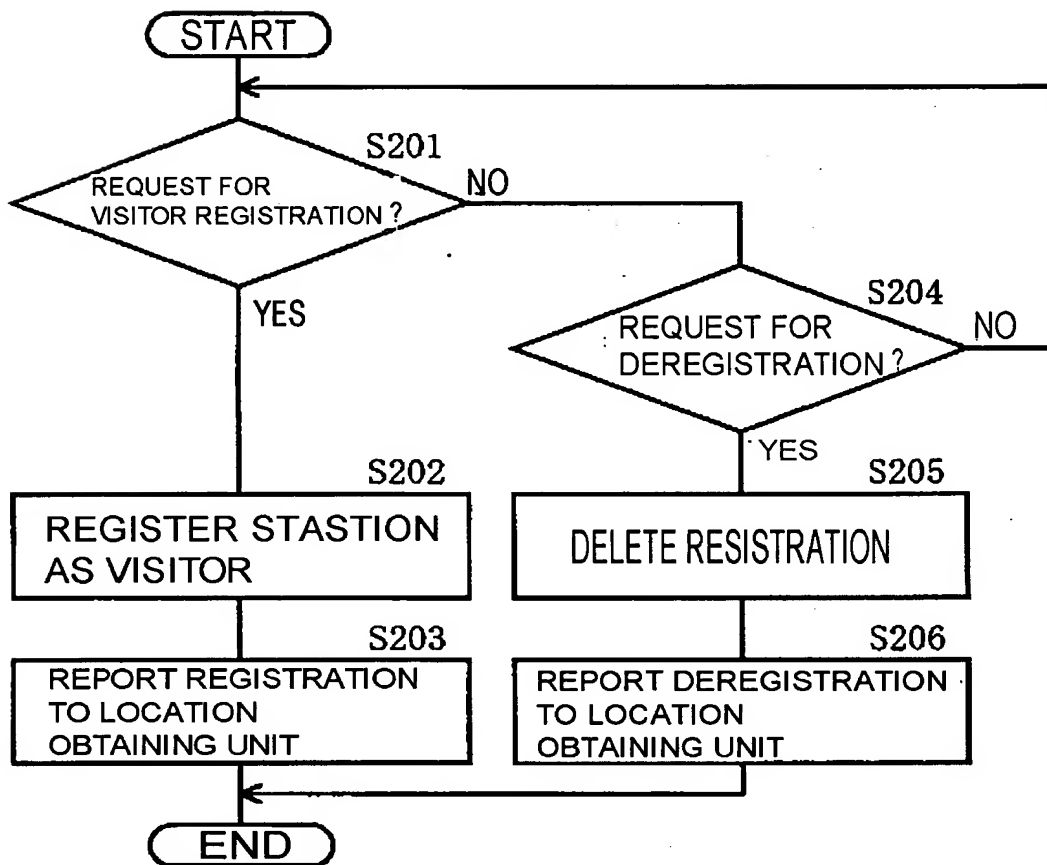 START
S201
REQUEST FOR
VISITOR REGISTRATION?
NO
YES
S204
REQUEST FOR
DEREGISTRATION?
NO
YES
S202
REGISTER STASTION
AS VISITOR
S205
DELETE RESISTRATION
S203
REPORT REGISTRATION
TO LOCATION
OBTAINING UNIT
S206
REPORT DEREGISTRATION
TO LOCATION
OBTAINING UNIT
END